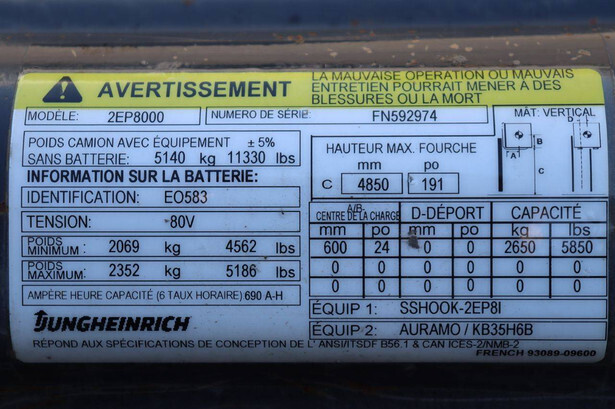 AVERTISSEMENT
LA MAUVAISE OPÉRATION OU MAUVAIS
ENTRETIEN POURRAIT MENER À DES
BLESSURES OU LA MORT
MODÈLE: 2EP8000 NUMERO DE SÉRIE: FN592974
MÂT: VERTICAL
POIDS CAMION AVEC ÉQUIPEMENT ± 5%
SANS BATTERIE: 5140 kg 11330 lbs
INFORMATION SUR LA BATTERIE:
IDENTIFICATION: EO583
TENSION: 80V
POIDS MINIMUM: 2069 kg 4562 lbs
POIDS MAXIMUM: 2352 kg 5186 lbs
AMPÈRE HEURE CAPACITÉ (6 TAUX HORAIRE) 690 A-H
HAUTEUR MAX. FOURCHE
mm po
C 4850 191
D
B
A
C
A/B.
CENTRE DE LA CHARGE D-DÉPORT CAPACITÉ
mm po mm po kg lbs
600 24 0 0 2650 5850
0 0 0 0 0 0
0 0 0 0 0 0
ÉQUIP 1: SSHOOK-2EP8I
ÉQUIP 2: AURAMO / KB35H6B
JUNGHEINRICH
RÉPOND AUX SPÉCIFICATIONS DE CONCEPTION DE L' ANSI/ITSDF B56.1 & CAN ICES-2/NMB-2
FRENCH 93089-09600